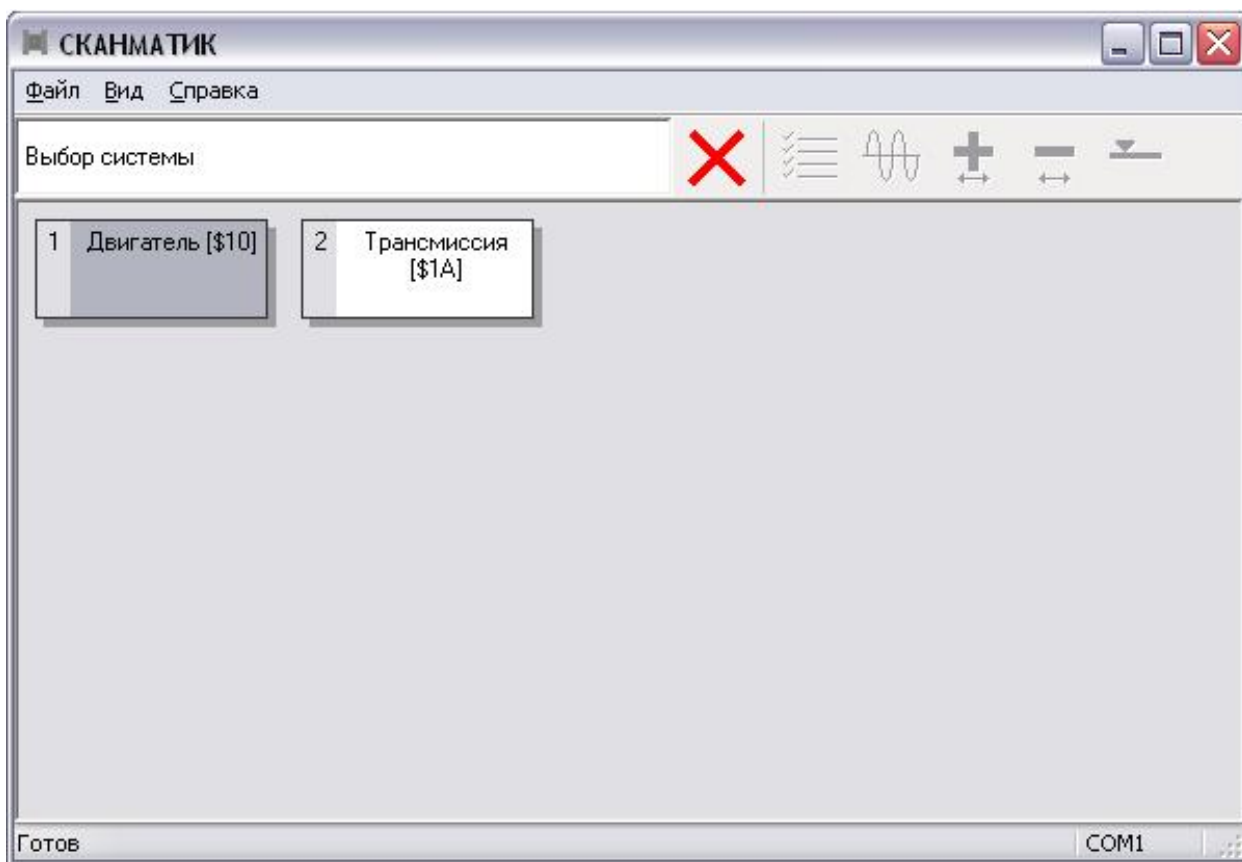 СКАНМАТИК
Файл Вид Справка
Выбор системы
1 Двигатель [$10]
2 Трансмиссия
[$1A]
Готов
COM1